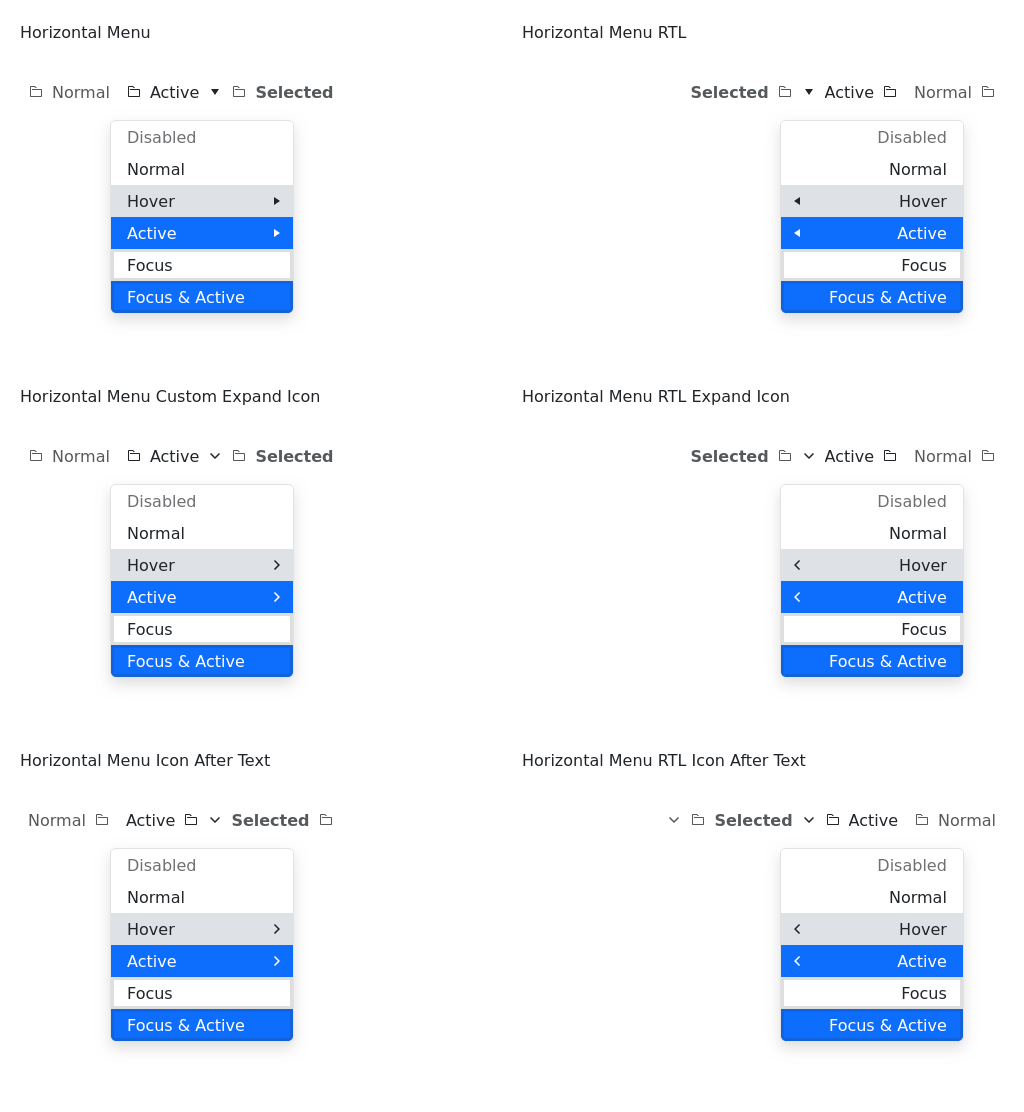 Horizontal Menu
Normal Active Selected
Disabled
Normal
Hover
Active
Focus
Focus & Active
Horizontal Menu RTL
Selected Active Normal
Disabled
Normal
Hover
Active
Focus
Focus & Active
Horizontal Menu Custom Expand Icon
Normal Active Selected
Disabled
Normal
Hover
Active
Focus
Focus & Active
Horizontal Menu RTL Expand Icon
Selected Active Normal
Disabled
Normal
Hover
Active
Focus
Focus & Active
Horizontal Menu Icon After Text
Normal Active Selected
Disabled
Normal
Hover
Active
Focus
Focus & Active
Horizontal Menu RTL Icon After Text
Selected Active Normal
Disabled
Normal
Hover
Active
Focus
Focus & Active